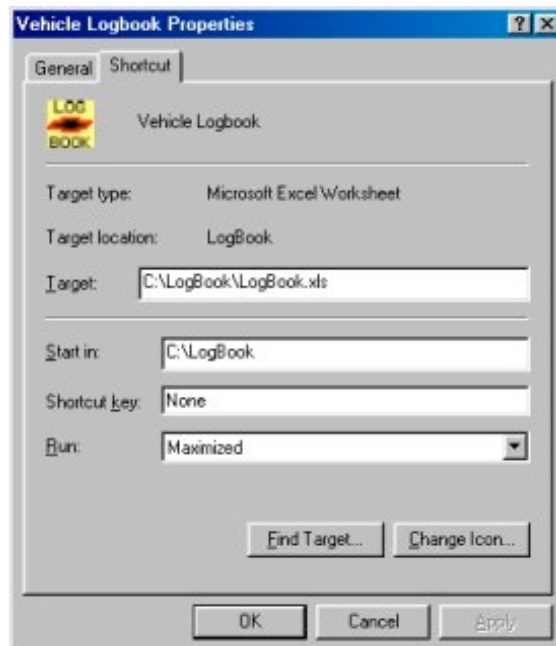 Vehicle Logbook Properties
General Shortcut
LOG
BOOK
Vehicle Logbook
Target type: Microsoft Excel Worksheet
Target location: LogBook
Target: C:\LogBook\LogBook.xls
Start in: C:\LogBook
Shortcut key: None
Run: Maximized
Find Target... Change Icon...
OK Cancel Apply